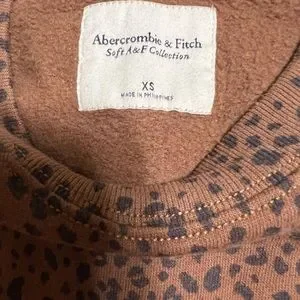 Abercrombie & Fitch
Soft A&F Collection
XS
MADE IN PHILIPPINES